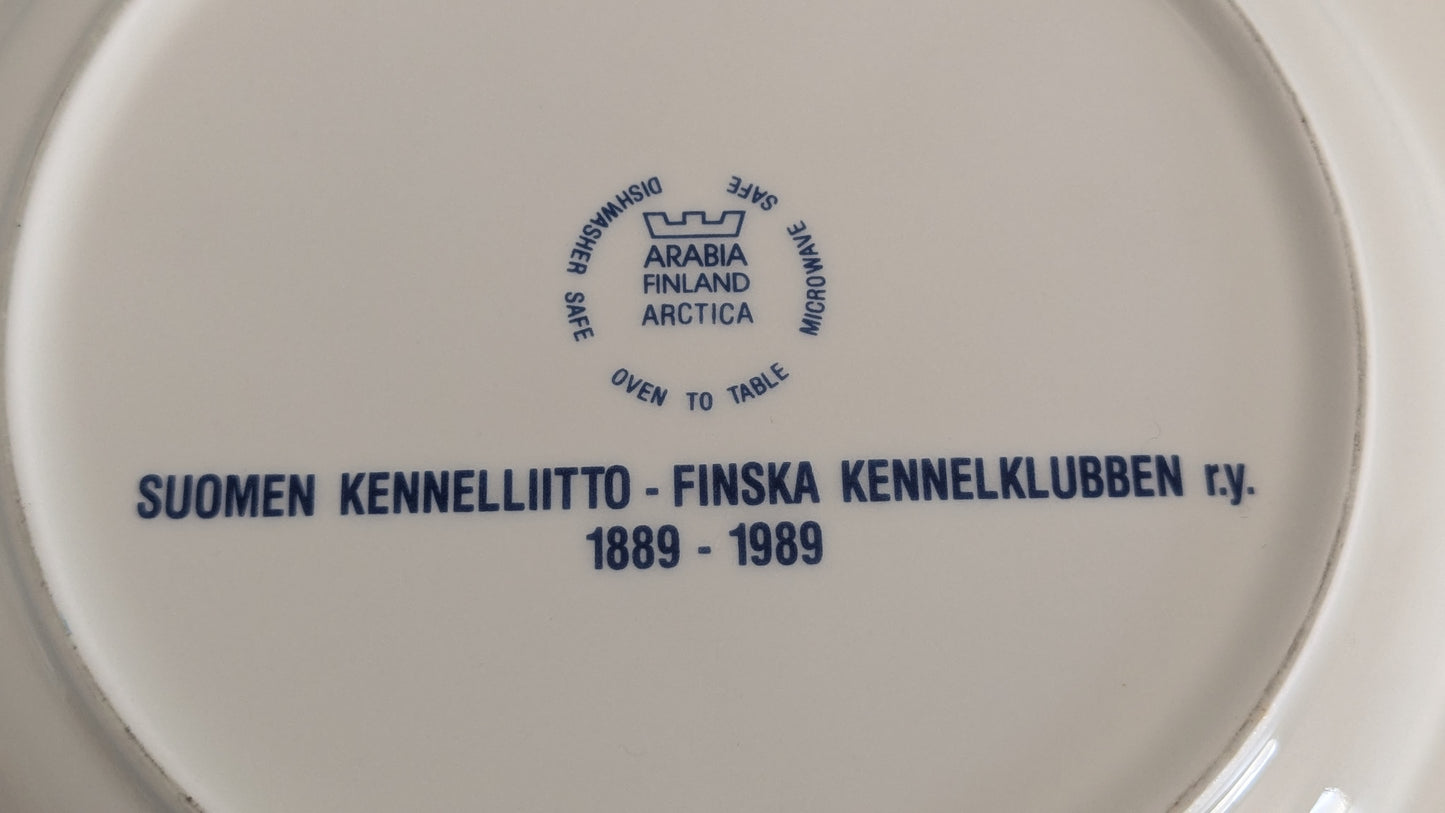 DISHWASHER SAFE
MICROWAVE SAFE
ARABIA
FINLAND
ARCTICA
OVEN TO TABLE
SUOMEN KENNELLIITTO - FINSKA KENNELKLUBBEN r.y.
1889 - 1989